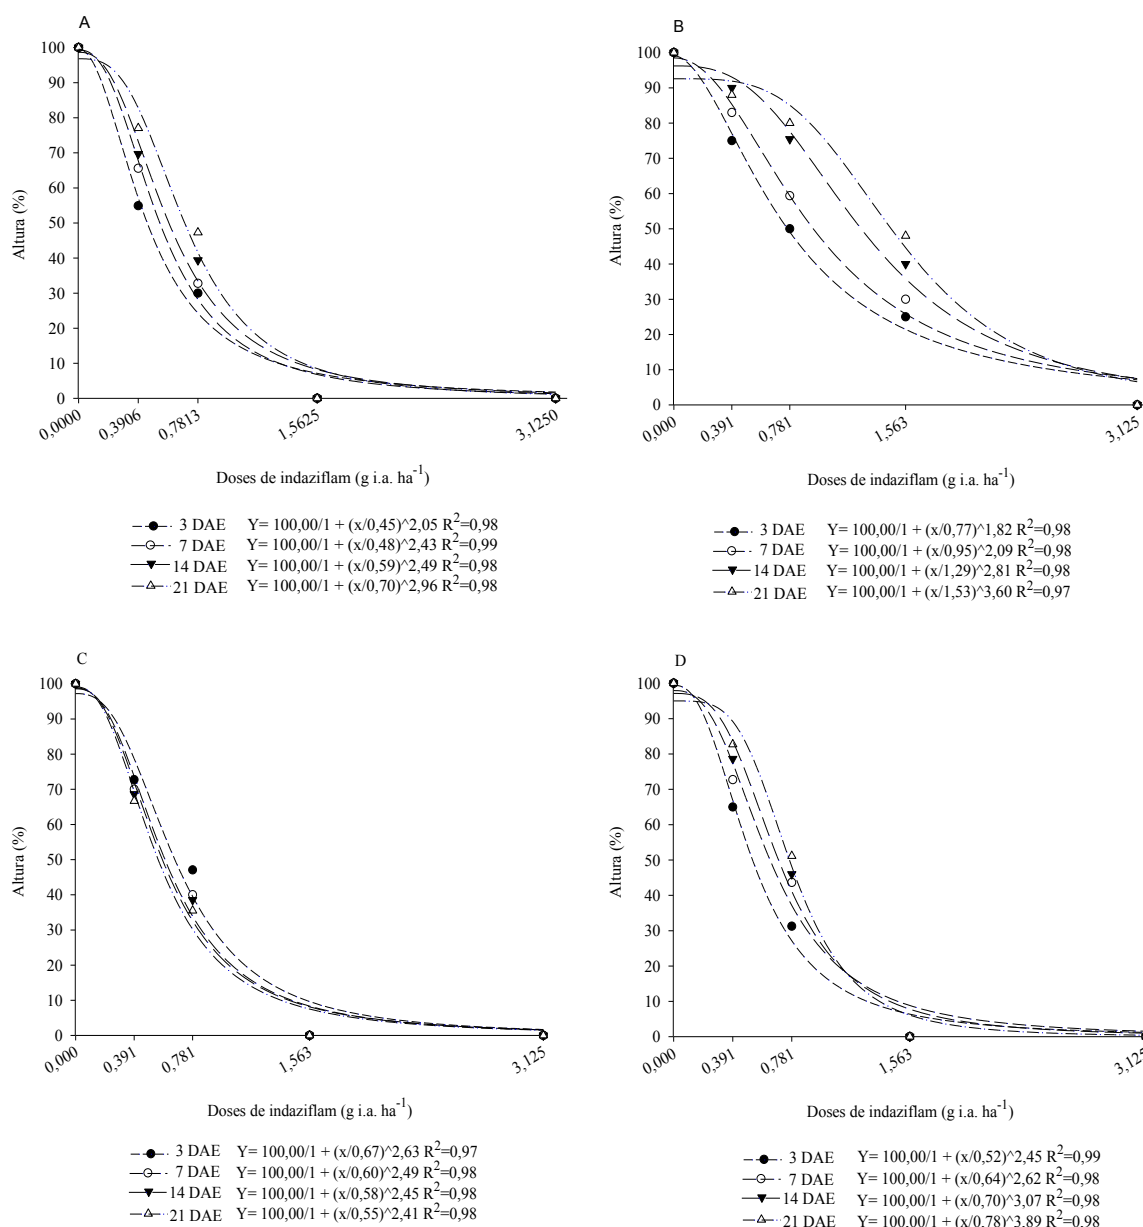 A
100
90
80
70
60
50
40
30
20
10
0
Altura (%)
0,0000
0,3906
0,7813
1,5625
3,1250
Doses de indaziflam (g i.a. ha-1)
3 DAE Y= 100,00/1 + (x/0,45)^2,05 R2=0,98
7 DAE Y= 100,00/1 + (x/0,48)^2,43 R2=0,99
14 DAE Y= 100,00/1 + (x/0,59)^2,49 R2=0,98
21 DAE Y= 100,00/1 + (x/0,70)^2,96 R2=0,98
B
100
90
80
70
60
50
40
30
20
10
0
Altura (%)
0,000
0,391
0,781
1,563
3,125
Doses de indaziflam (g i.a. ha-1)
3 DAE Y= 100,00/1 + (x/0,77)^1,82 R2=0,98
7 DAE Y= 100,00/1 + (x/0,95)^2,09 R2=0,98
14 DAE Y= 100,00/1 + (x/1,29)^2,81 R2=0,98
21 DAE Y= 100,00/1 + (x/1,53)^3,60 R2=0,97
C
100
90
80
70
60
50
40
30
20
10
0
Altura (%)
0,000
0,391
0,781
1,563
3,125
Doses de indaziflam (g i.a. ha-1)
3 DAE Y= 100,00/1 + (x/0,67)^2,63 R2=0,97
7 DAE Y= 100,00/1 + (x/0,60)^2,49 R2=0,98
14 DAE Y= 100,00/1 + (x/0,58)^2,45 R2=0,98
21 DAE Y= 100,00/1 + (x/0,55)^2,41 R2=0,98
D
100
90
80
70
60
50
40
30
20
10
0
Altura (%)
0,000
0,391
0,781
1,563
3,125
Doses de indaziflam (g i.a. ha-1)
3 DAE Y= 100,00/1 + (x/0,52)^2,45 R2=0,99
7 DAE Y= 100,00/1 + (x/0,64)^2,62 R2=0,98
14 DAE Y= 100,00/1 + (x/0,70)^3,07 R2=0,98
21 DAE Y= 100,00/1 + (x/0,78)^3,89 R2=0,98